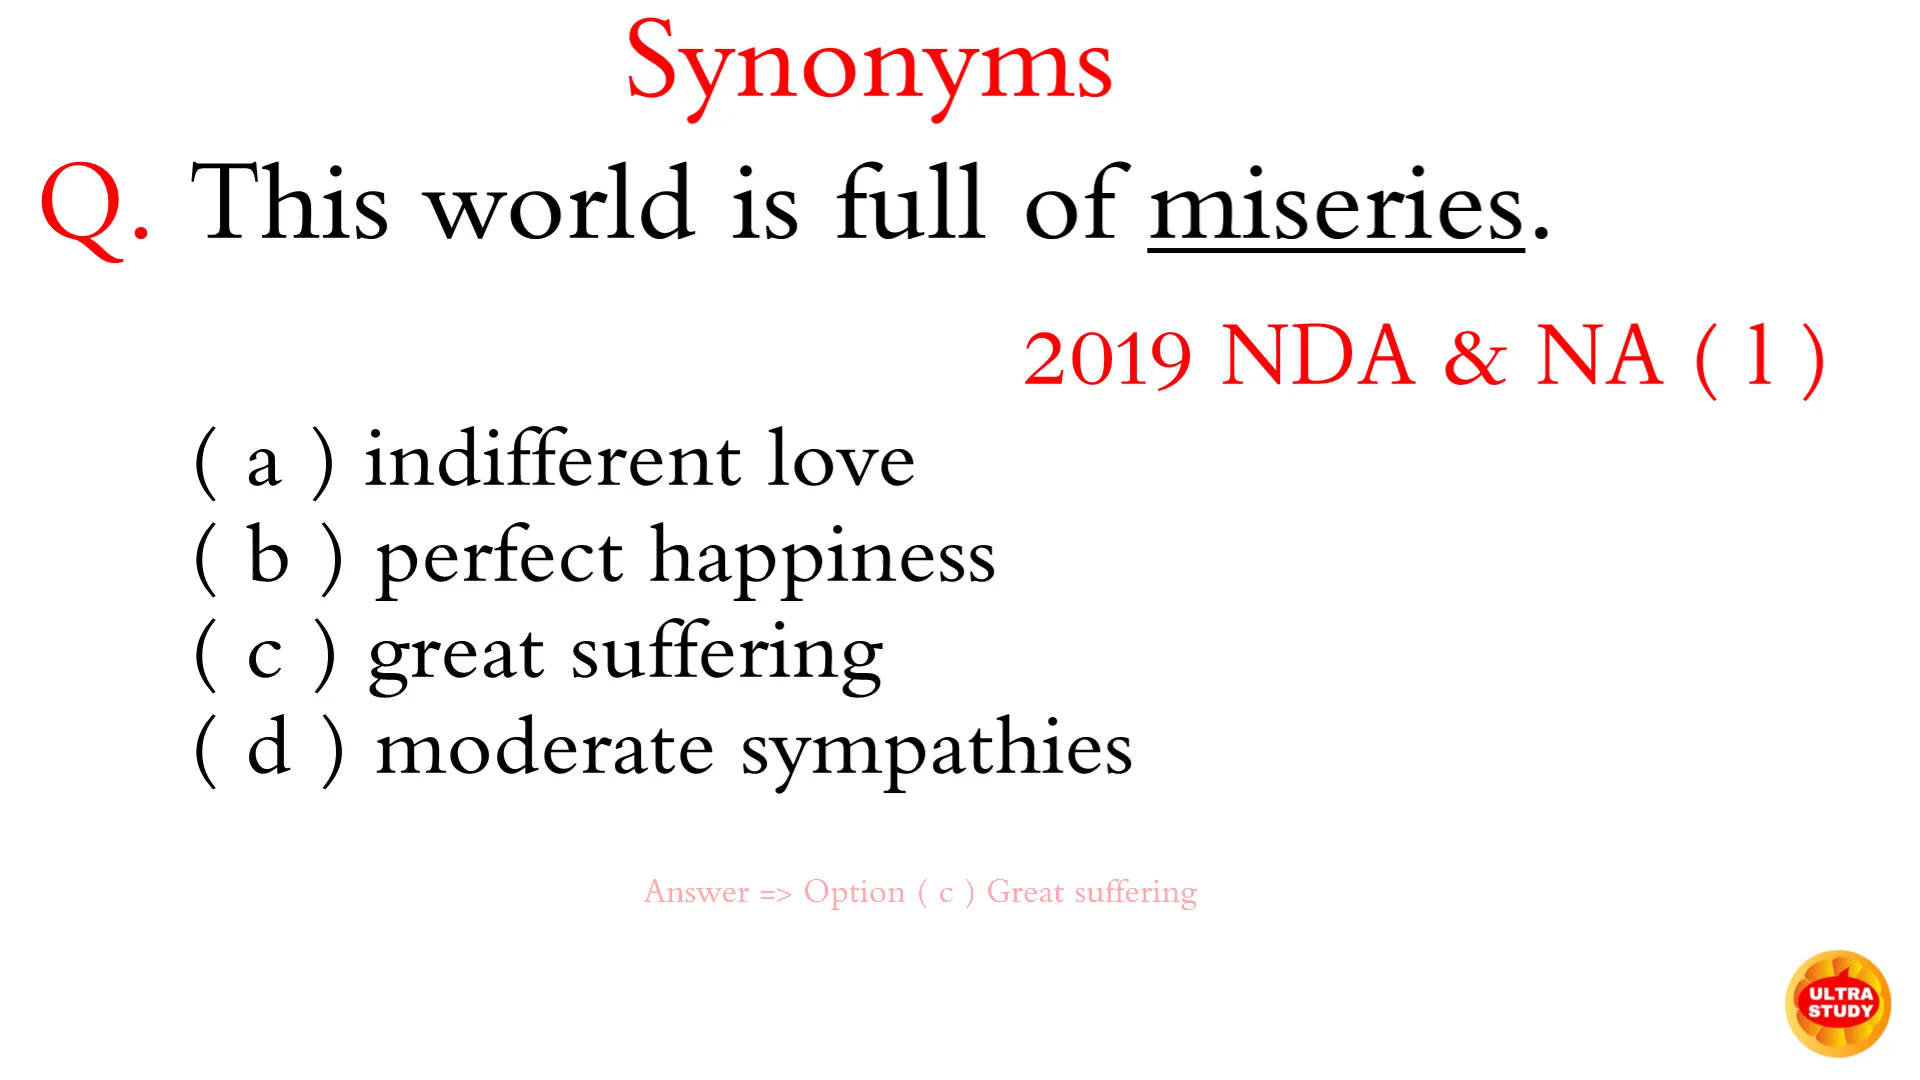 Synonyms
Q. This world is full of miseries.
2019 NDA & NA ( 1 )
( a ) indifferent love
( b ) perfect happiness
( c ) great suffering
( d ) moderate sympathies
Answer => Option ( c ) Great suffering
ULTRA
STUDY